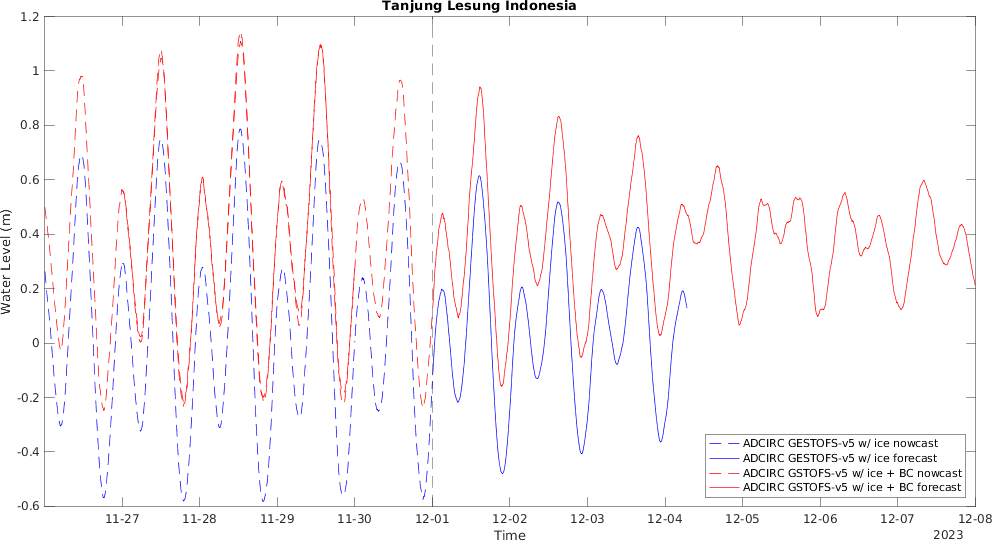 Tanjung Lesung Indonesia
1.2
1
0.8
0.6
0.4
0.2
0
-0.2
-0.4
-0.6
Water Level (m)
ADCIRC GESTOFS-v5 w/ ice nowcast
ADCIRC GESTOFS-v5 w/ ice forecast
ADCIRC GSTOFS-v5 w/ ice + BC nowcast
ADCIRC GSTOFS-v5 w/ ice + BC forecast
11-27 11-28 11-29 11-30 12-01 12-02 12-03 12-04 12-05 12-06 12-07 12-08
Time
2023